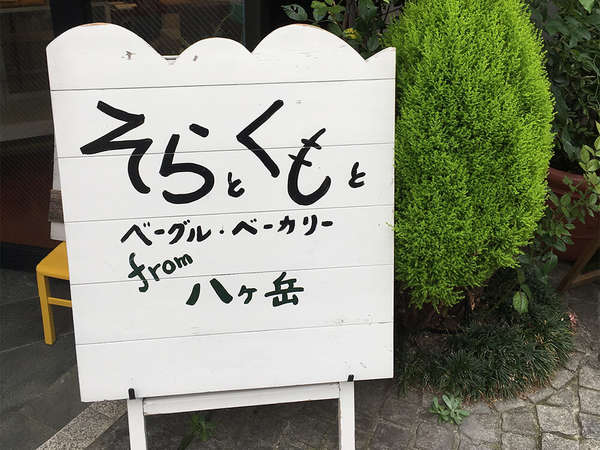 そらとくもと
ベーグル・ベーカリー
from
八ヶ岳